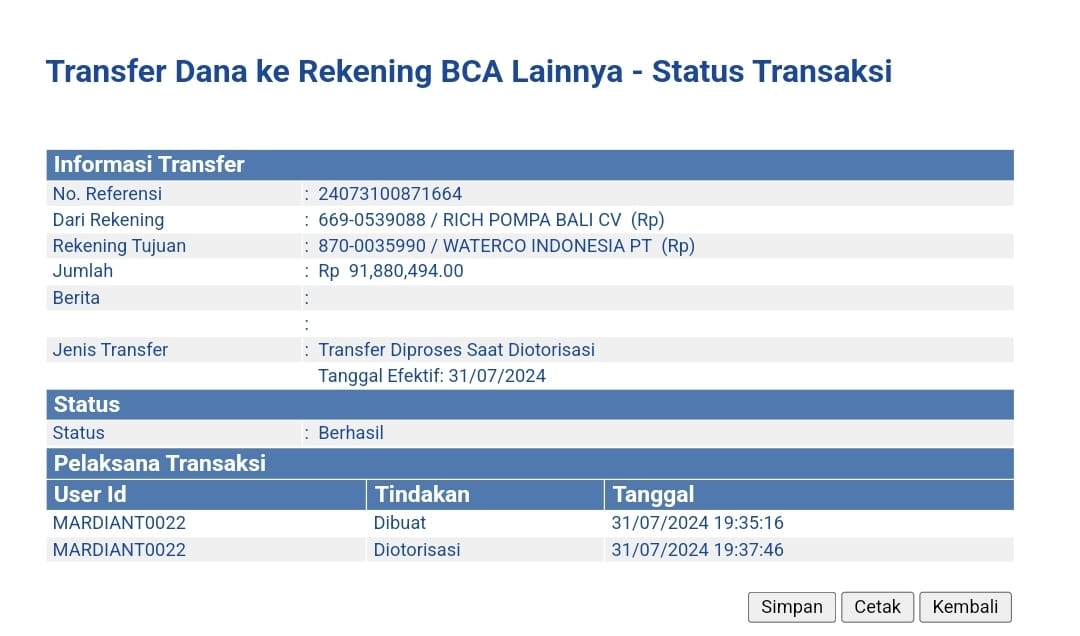 Transfer Dana ke Rekening BCA Lainnya - Status Transaksi
Informasi Transfer
No. Referensi : 24073100871664
Dari Rekening : 669-0539088 / RICH POMPA BALI CV (Rp)
Rekening Tujuan : 870-0035990 / WATERCO INDONESIA PT (Rp)
Jumlah : Rp 91,880,494.00
Berita :
:
Jenis Transfer : Transfer Diproses Saat Diotorisasi
Tanggal Efektif: 31/07/2024
Status
Status : Berhasil
Pelaksana Transaksi
User Id Tindakan Tanggal
MARDIANT0022 Dibuat 31/07/2024 19:35:16
MARDIANT0022 Diotorisasi 31/07/2024 19:37:46
Simpan Cetak Kembali